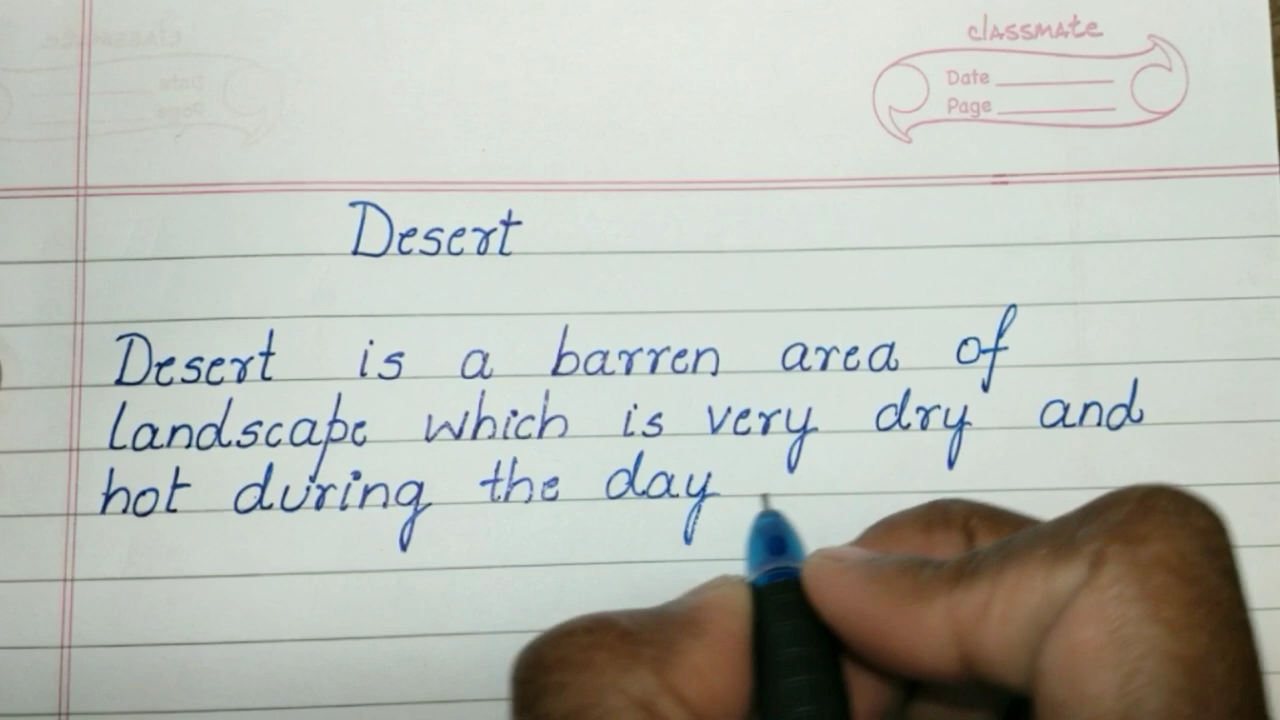 classmate
Date
Page
Desert
Desert is a barren area of
landscape which is very dry and
hot during the day